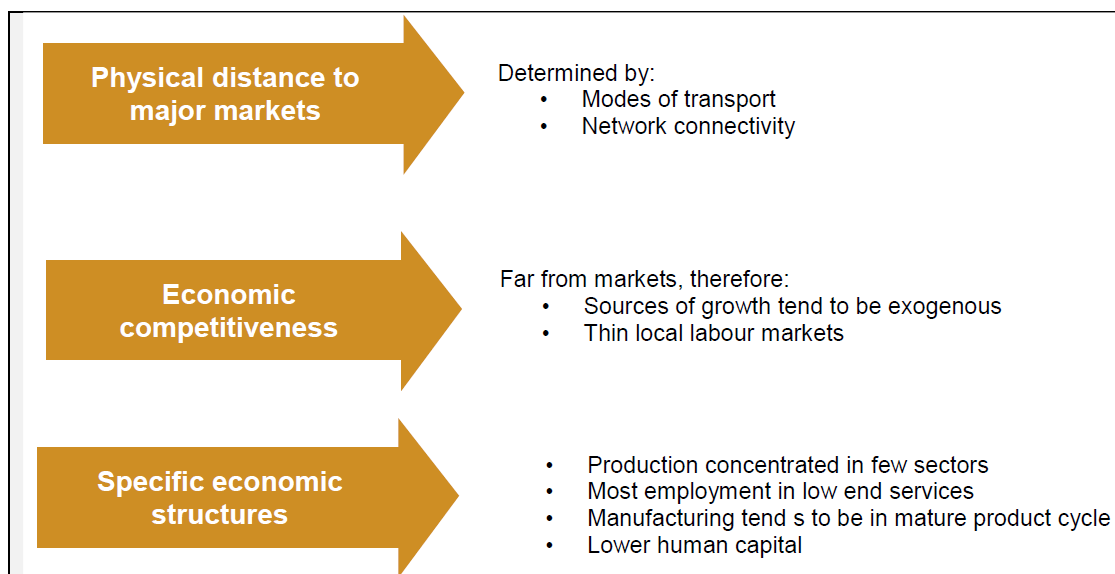 Physical distance to
major markets
Determined by:
• Modes of transport
• Network connectivity
Economic
competitiveness
Far from markets, therefore:
• Sources of growth tend to be exogenous
• Thin local labour markets
Specific economic
structures
• Production concentrated in few sectors
• Most employment in low end services
• Manufacturing tend s to be in mature product cycle
• Lower human capital